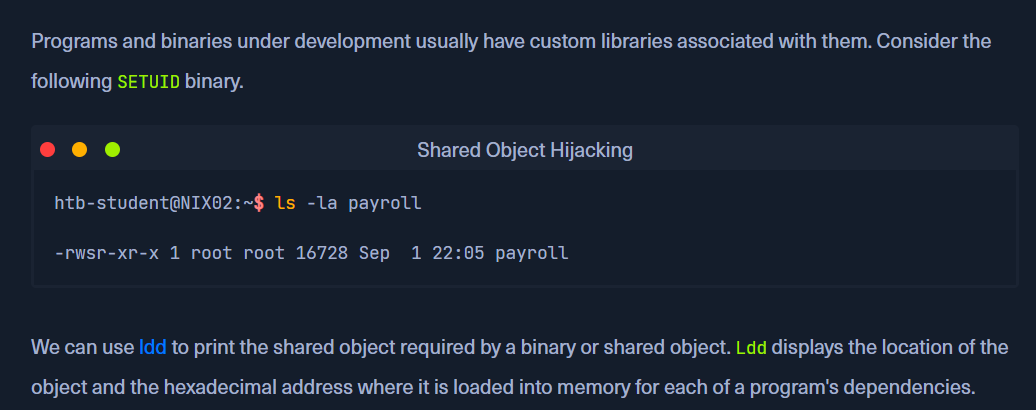 Programs and binaries under development usually have custom libraries associated with them. Consider the
following SETUID binary.
Shared Object Hijacking
htb-student@NIX02:~$ ls -la payroll
-rwsr-xr-x 1 root root 16728 Sep  1 22:05 payroll
We can use ldd to print the shared object required by a binary or shared object. Ldd displays the location of the
object and the hexadecimal address where it is loaded into memory for each of a program's dependencies.